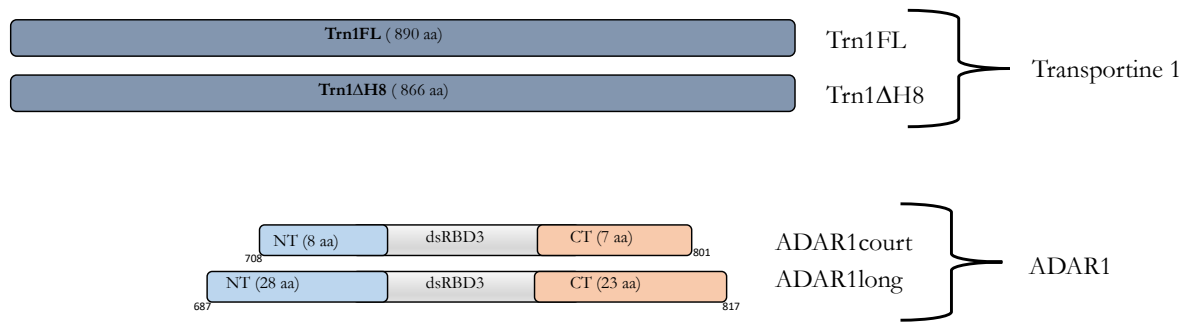 Trn1FL ( 890 aa)
Trn1FL
Trn1ΔH8 ( 866 aa)
Trn1ΔH8
Transportine 1
NT (8 aa)
dsRBD3
CT (7 aa)
708
801
ADAR1court
NT (28 aa)
dsRBD3
CT (23 aa)
687
817
ADAR1long
ADAR1